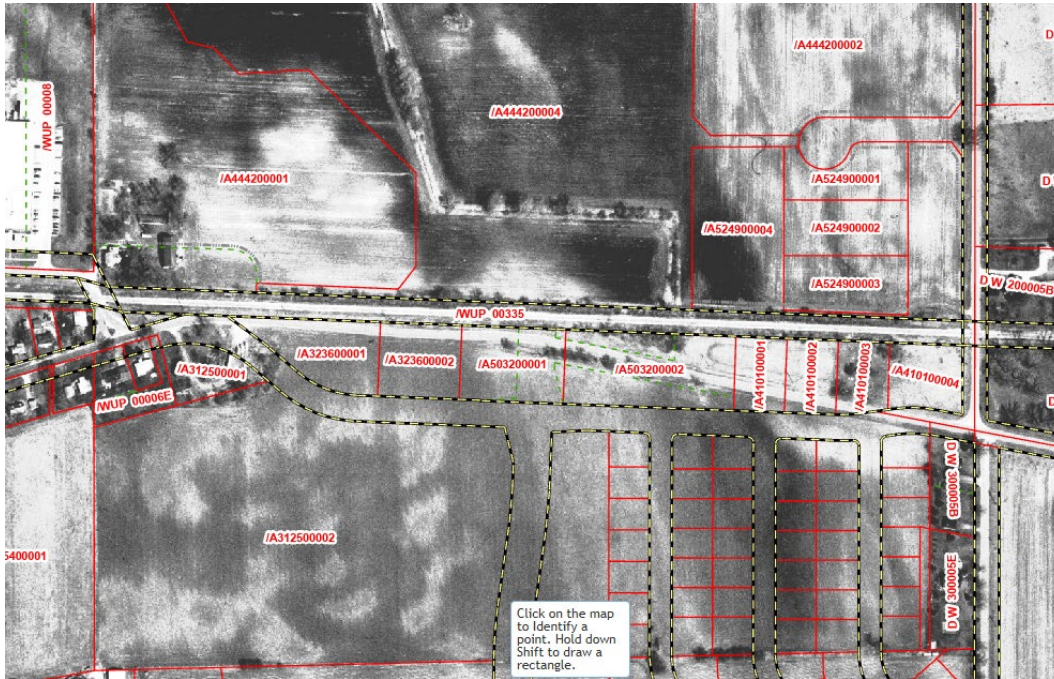 /A444200002
D
/WUP 00008
/A444200004
/A444200001
/A524900001
D
/A524900004
/A524900002
/A524900003
D W 200005B
/WUP 00335
/A323600001
/A323600002
/A503200001
/A503200002
/A410100001
/A410100002
/A410100003
/A410100004
/A312500001
/WUP 00006E
D
D W 300005B
/A312500002
5400001
D W 300005E
Click on the map
to Identify a
point. Hold down
Shift to draw a
rectangle.